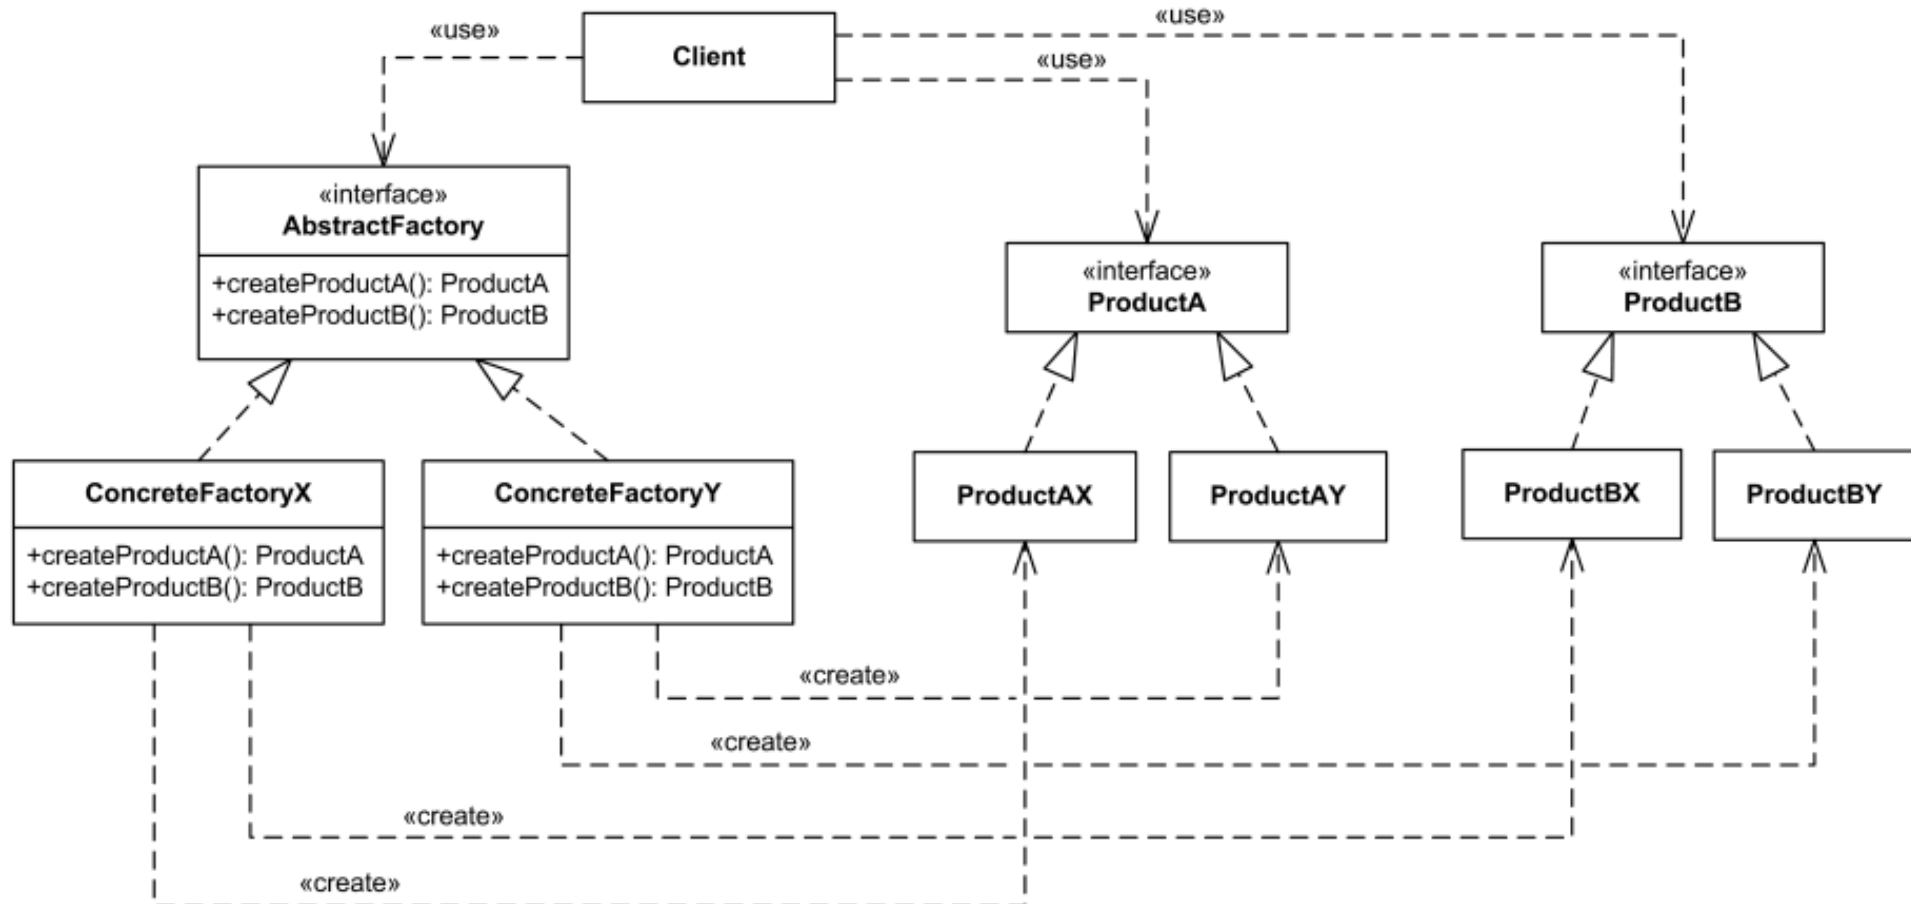 «use»
Client
«use»
«use»
«interface»
AbstractFactory
+createProductA(): ProductA
+createProductB(): ProductB
«interface»
ProductA
«interface»
ProductB
ConcreteFactoryX
+createProductA(): ProductA
+createProductB(): ProductB
ConcreteFactoryY
+createProductA(): ProductA
+createProductB(): ProductB
ProductAX
ProductAY
ProductBX
ProductBY
«create»
«create»
«create»
«create»